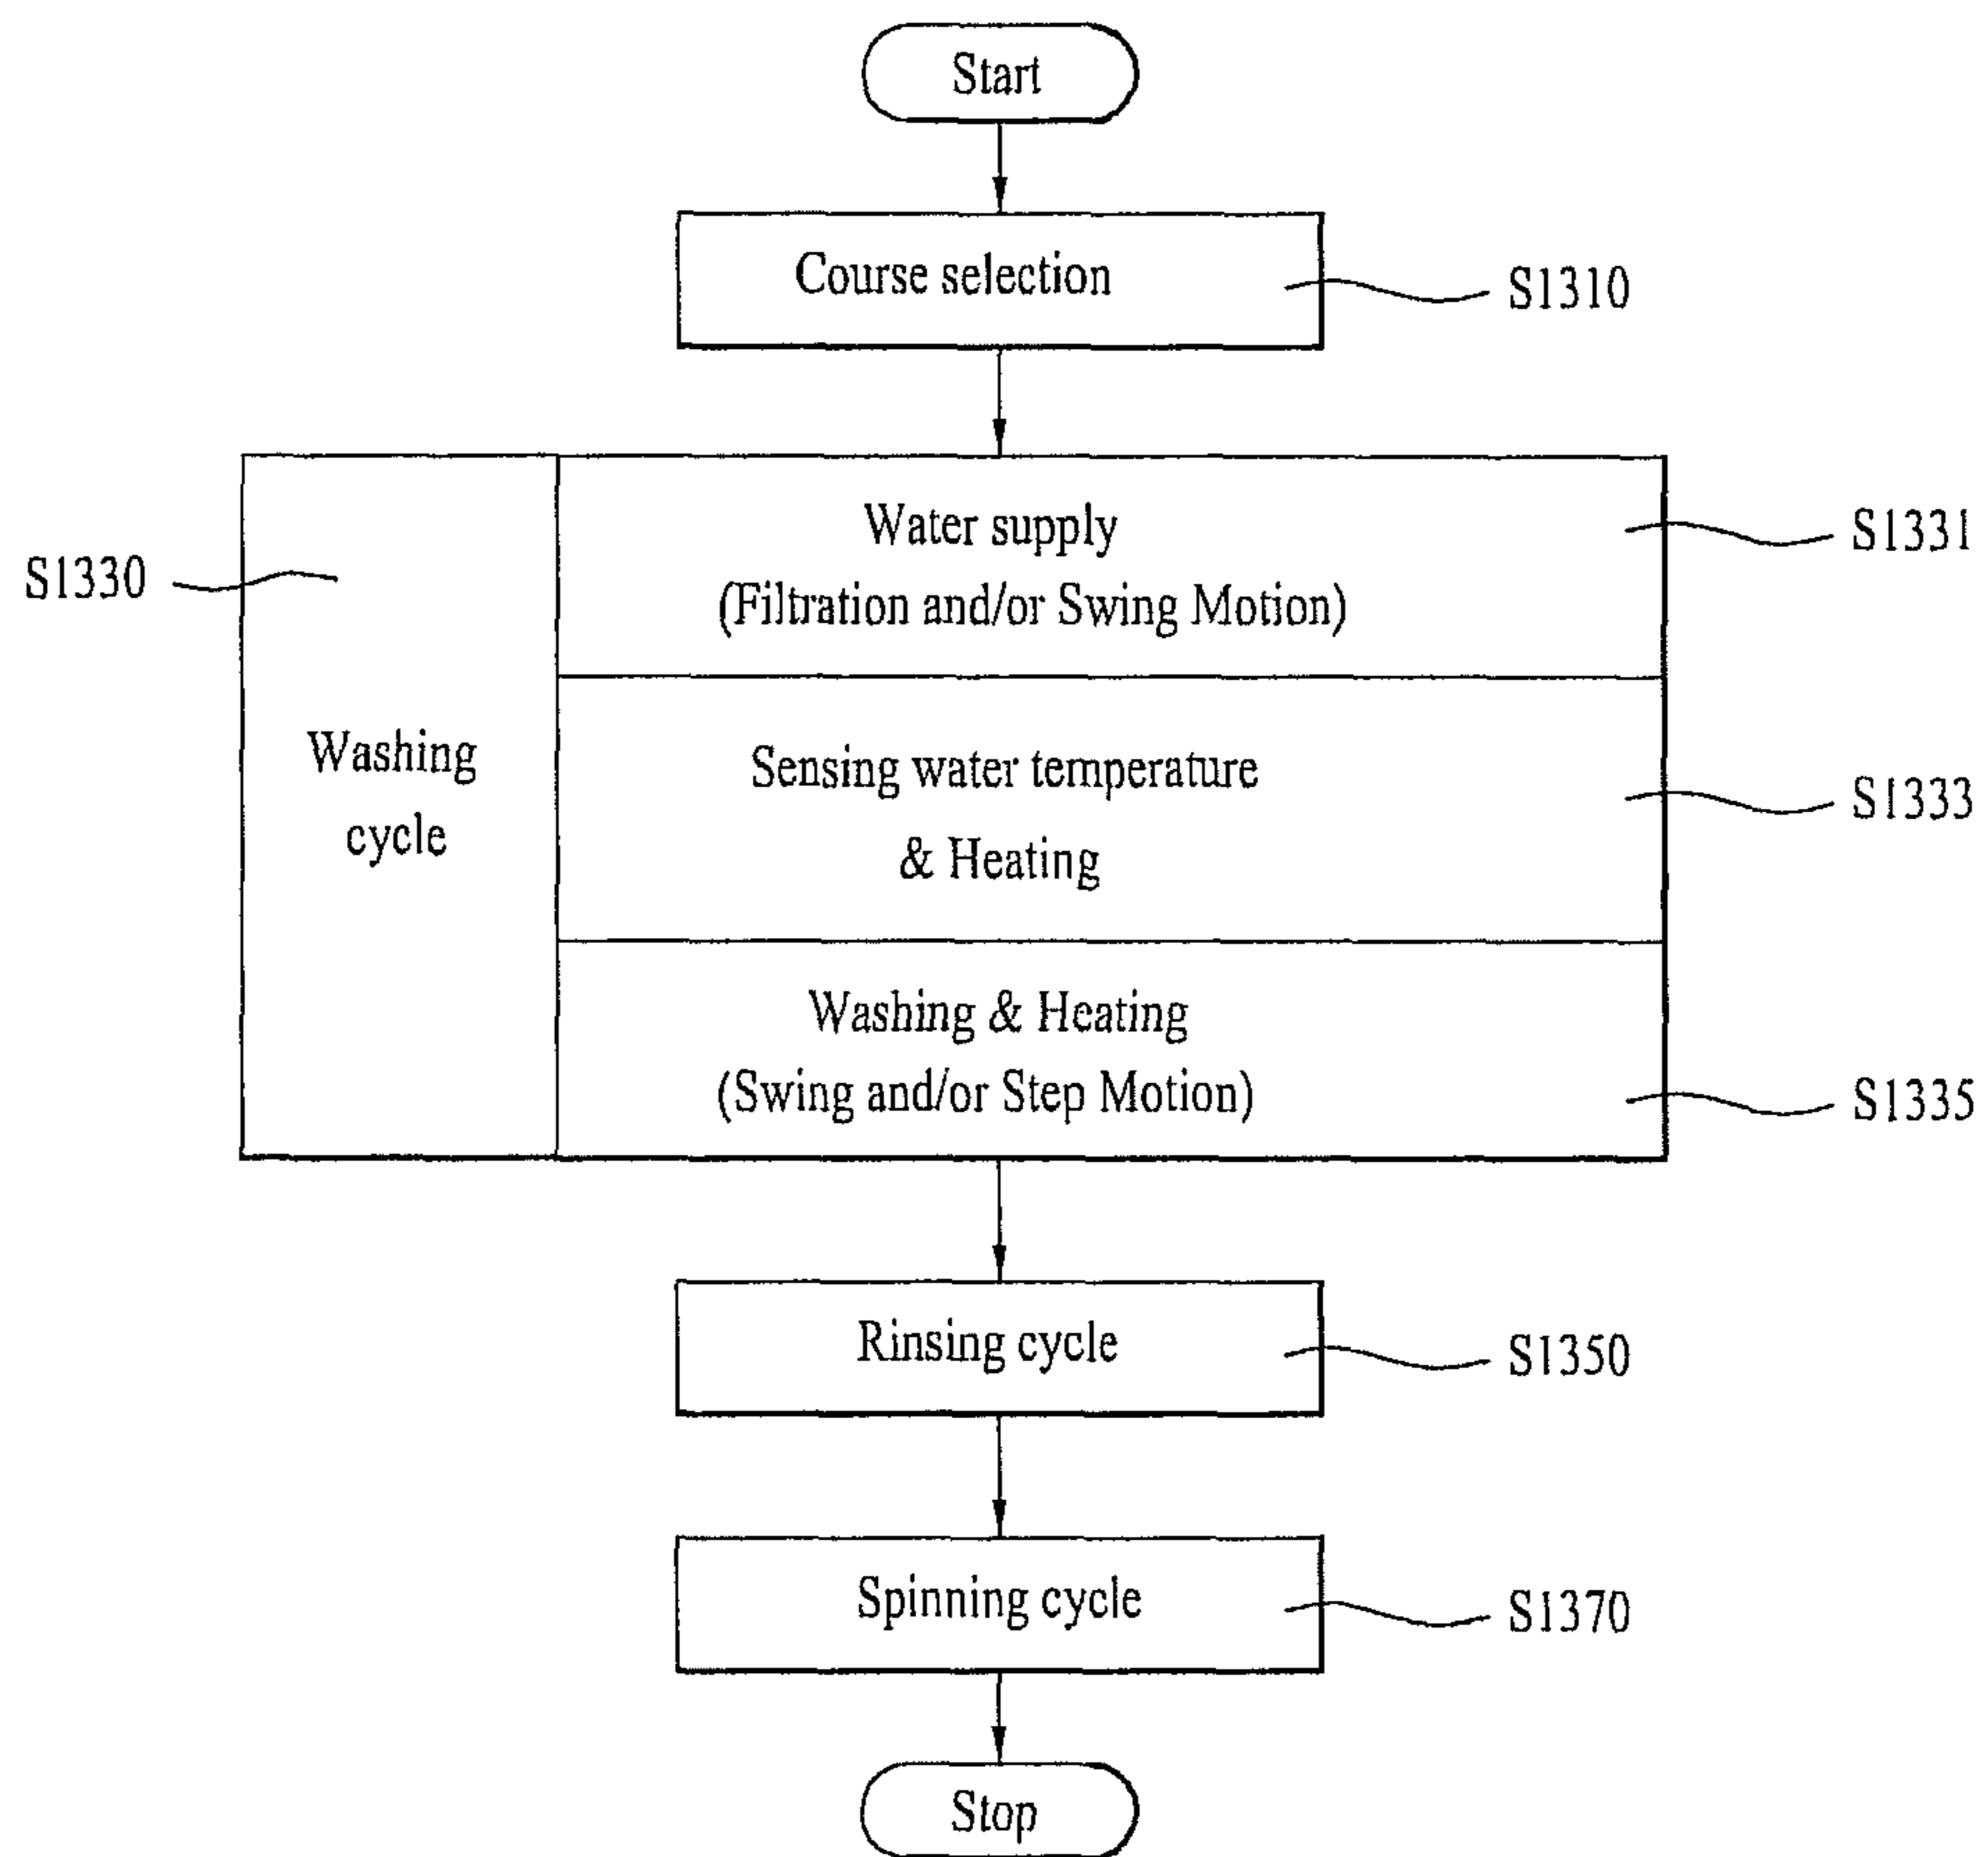 Start
Course selection
S1310
Water supply
(Filtration and/or Swing Motion)
S1331
S1330
Washing
cycle
Sensing water temperature
& Heating
S1333
Washing & Heating
(Swing and/or Step Motion)
S1335
Rinsing cycle
S1350
Spinning cycle
S1370
Stop